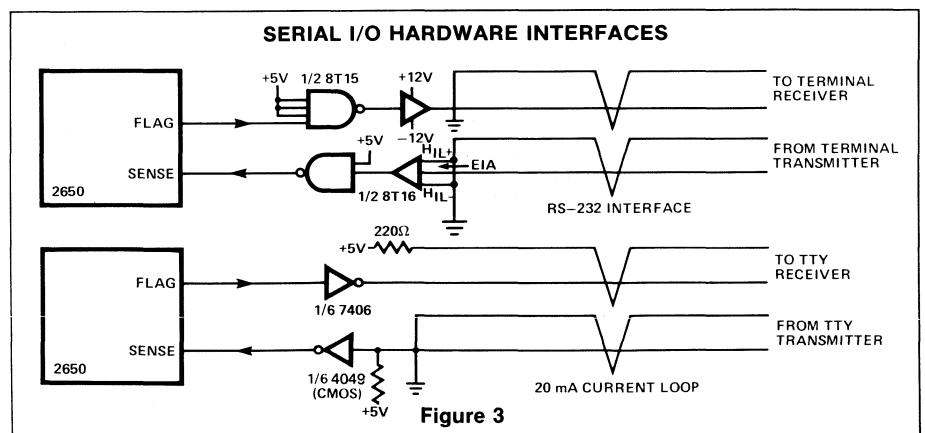 SERIAL I/O HARDWARE INTERFACES
+5V 1/2 8T15 +12V
TO TERMINAL
RECEIVER
FLAG
-12V
+5V
HIL+
EIA
FROM TERMINAL
TRANSMITTER
SENSE
2650
1/2 8T16
HIL-
RS-232 INTERFACE
220Ω
+5V
TO TTY
RECEIVER
FLAG
1/6 7406
FROM TTY
TRANSMITTER
SENSE
2650
1/6 4049
(CMOS)
+5V
20 mA CURRENT LOOP
Figure 3